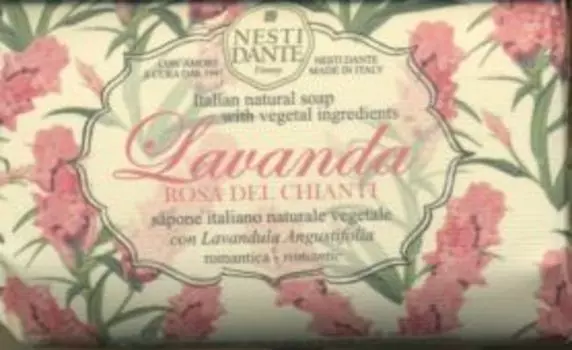 NESTI
DANTE
Firenze
CON AMORE
E CURA DAL 1947
NESTI DANTE
MADE IN ITALY
Italian natural soap
with vegetal ingredients
Lavanda
ROSA DEL CHIANTI
sapone italiano naturale vegetale
con Lavandula Angustifolia
romantica - romantic